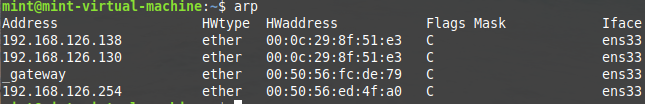 mint@mint-virtual-machine:~$ arp
Address HWtype HWaddress Flags Mask Iface
192.168.126.138 ether 00:0c:29:8f:51:e3 C ens33
192.168.126.130 ether 00:0c:29:8f:51:e3 C ens33
_gateway ether 00:50:56:fc:de:79 C ens33
192.168.126.254 ether 00:50:56:ed:4f:a0 C ens33